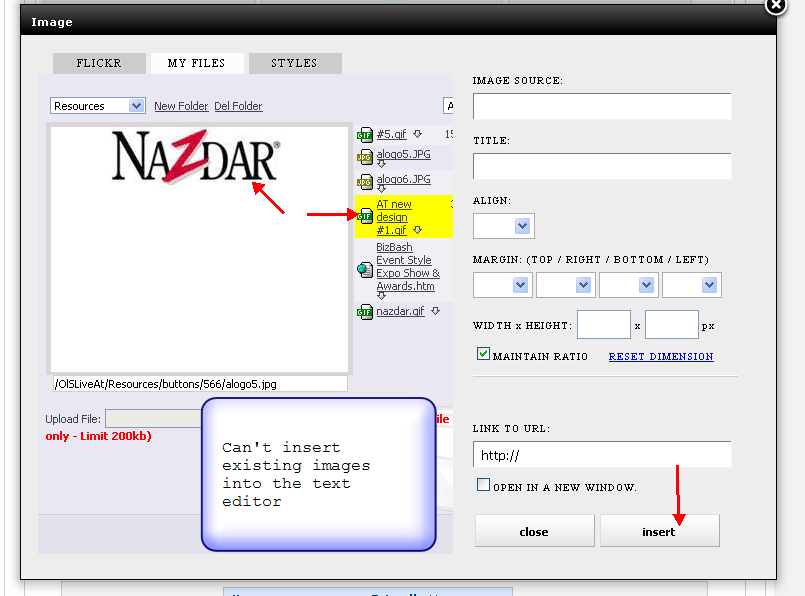 Image
FLICKR
MY FILES
STYLES
Resources
New Folder
Del Folder
A
NAZDAR®
#5.gif
15
alogo5.JPG
alogo6.JPG
AT new
design
#1.gif
BizBash
Event Style
Expo Show &
Awards.htm
nazdar.gif
/OlSLiveAt/Resources/buttons/566/alogo5.jpg
Upload File:
ile
only - Limit 200kb)
Can't insert
existing images
into the text
editor
IMAGE SOURCE:
TITLE:
ALIGN:
MARGIN: (TOP / RIGHT / BOTTOM / LEFT)
WIDTH x HEIGHT:
x
px
MAINTAIN RATIO
RESET DIMENSION
LINK TO URL:
http://
OPEN IN A NEW WINDOW.
close
insert